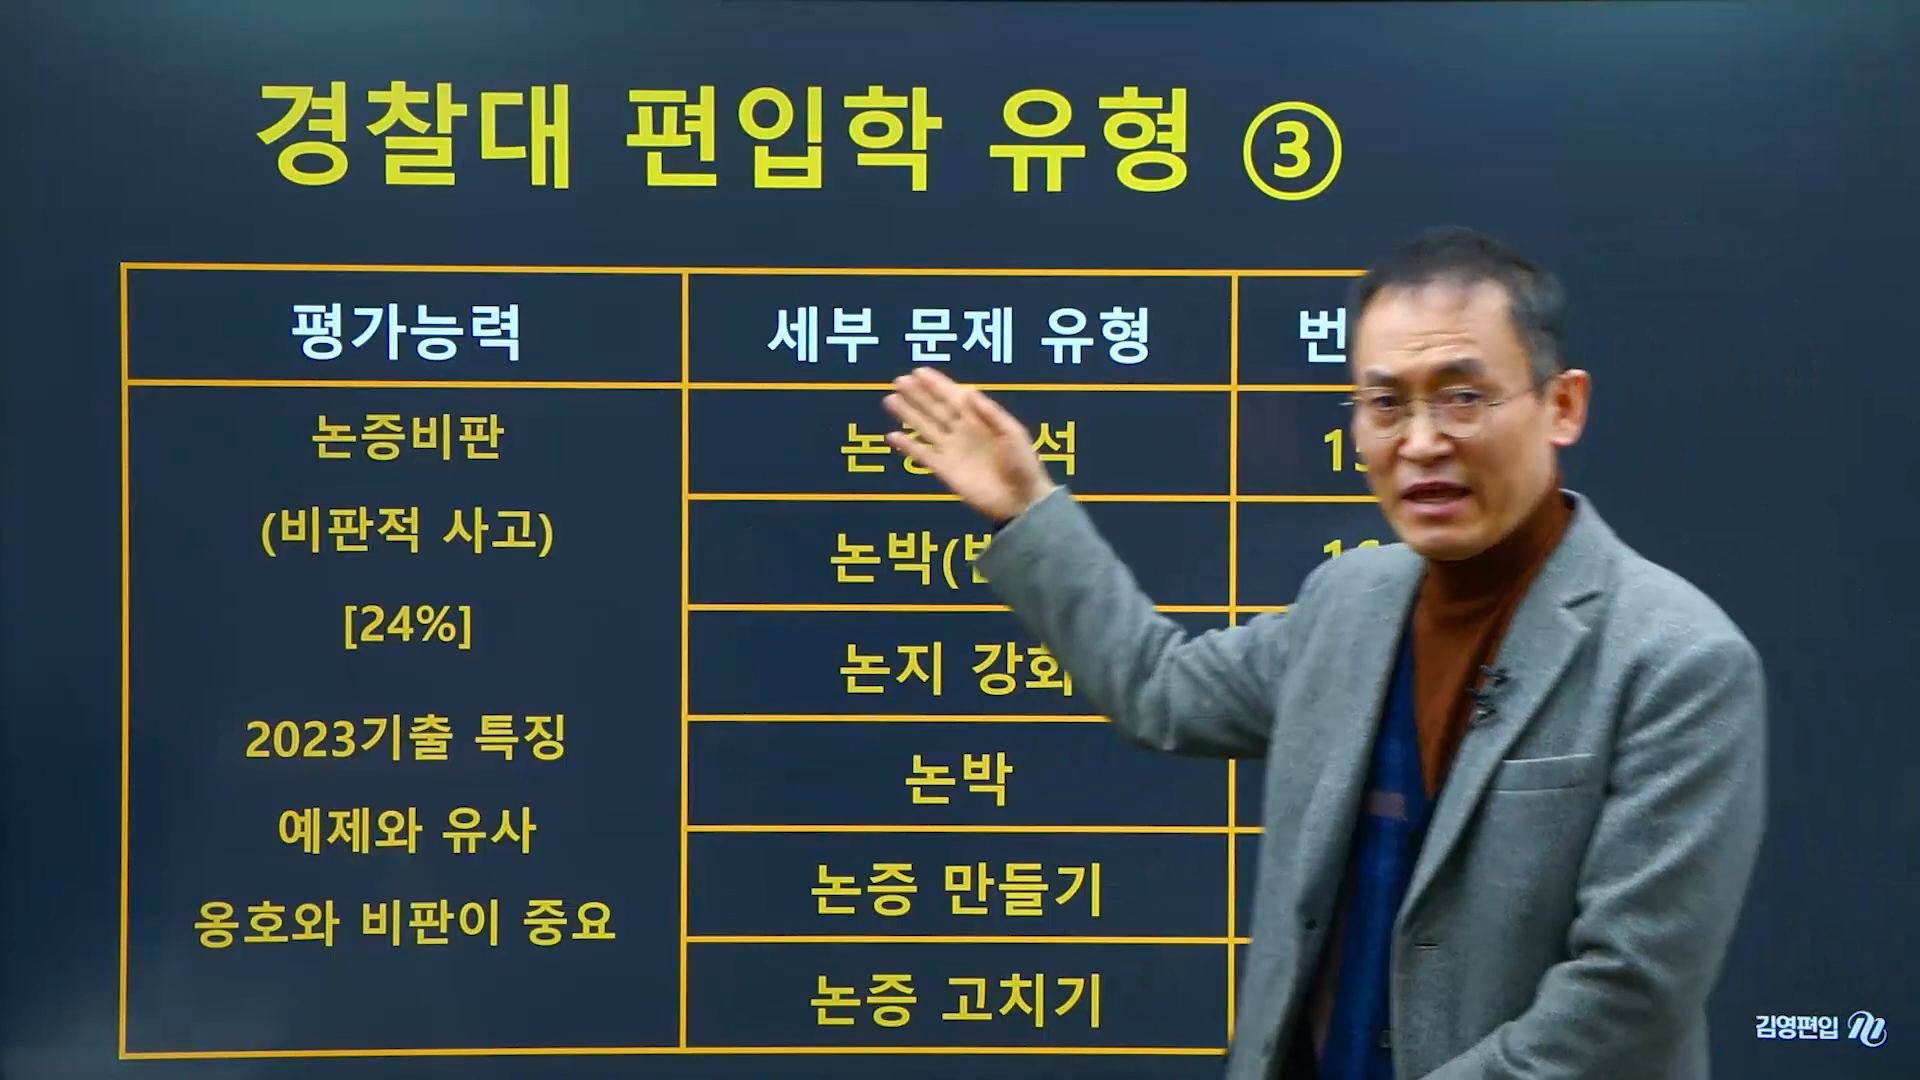 경찰대 편입학 유형 ③
평가능력
세부 문제 유형
논증비판
(비판적 사고)
[24%]
2023기출 특징
예제와 유사
옹호와 비판이 중요
논지 강화
논박
논증 만들기
논증 고치기
김영편입